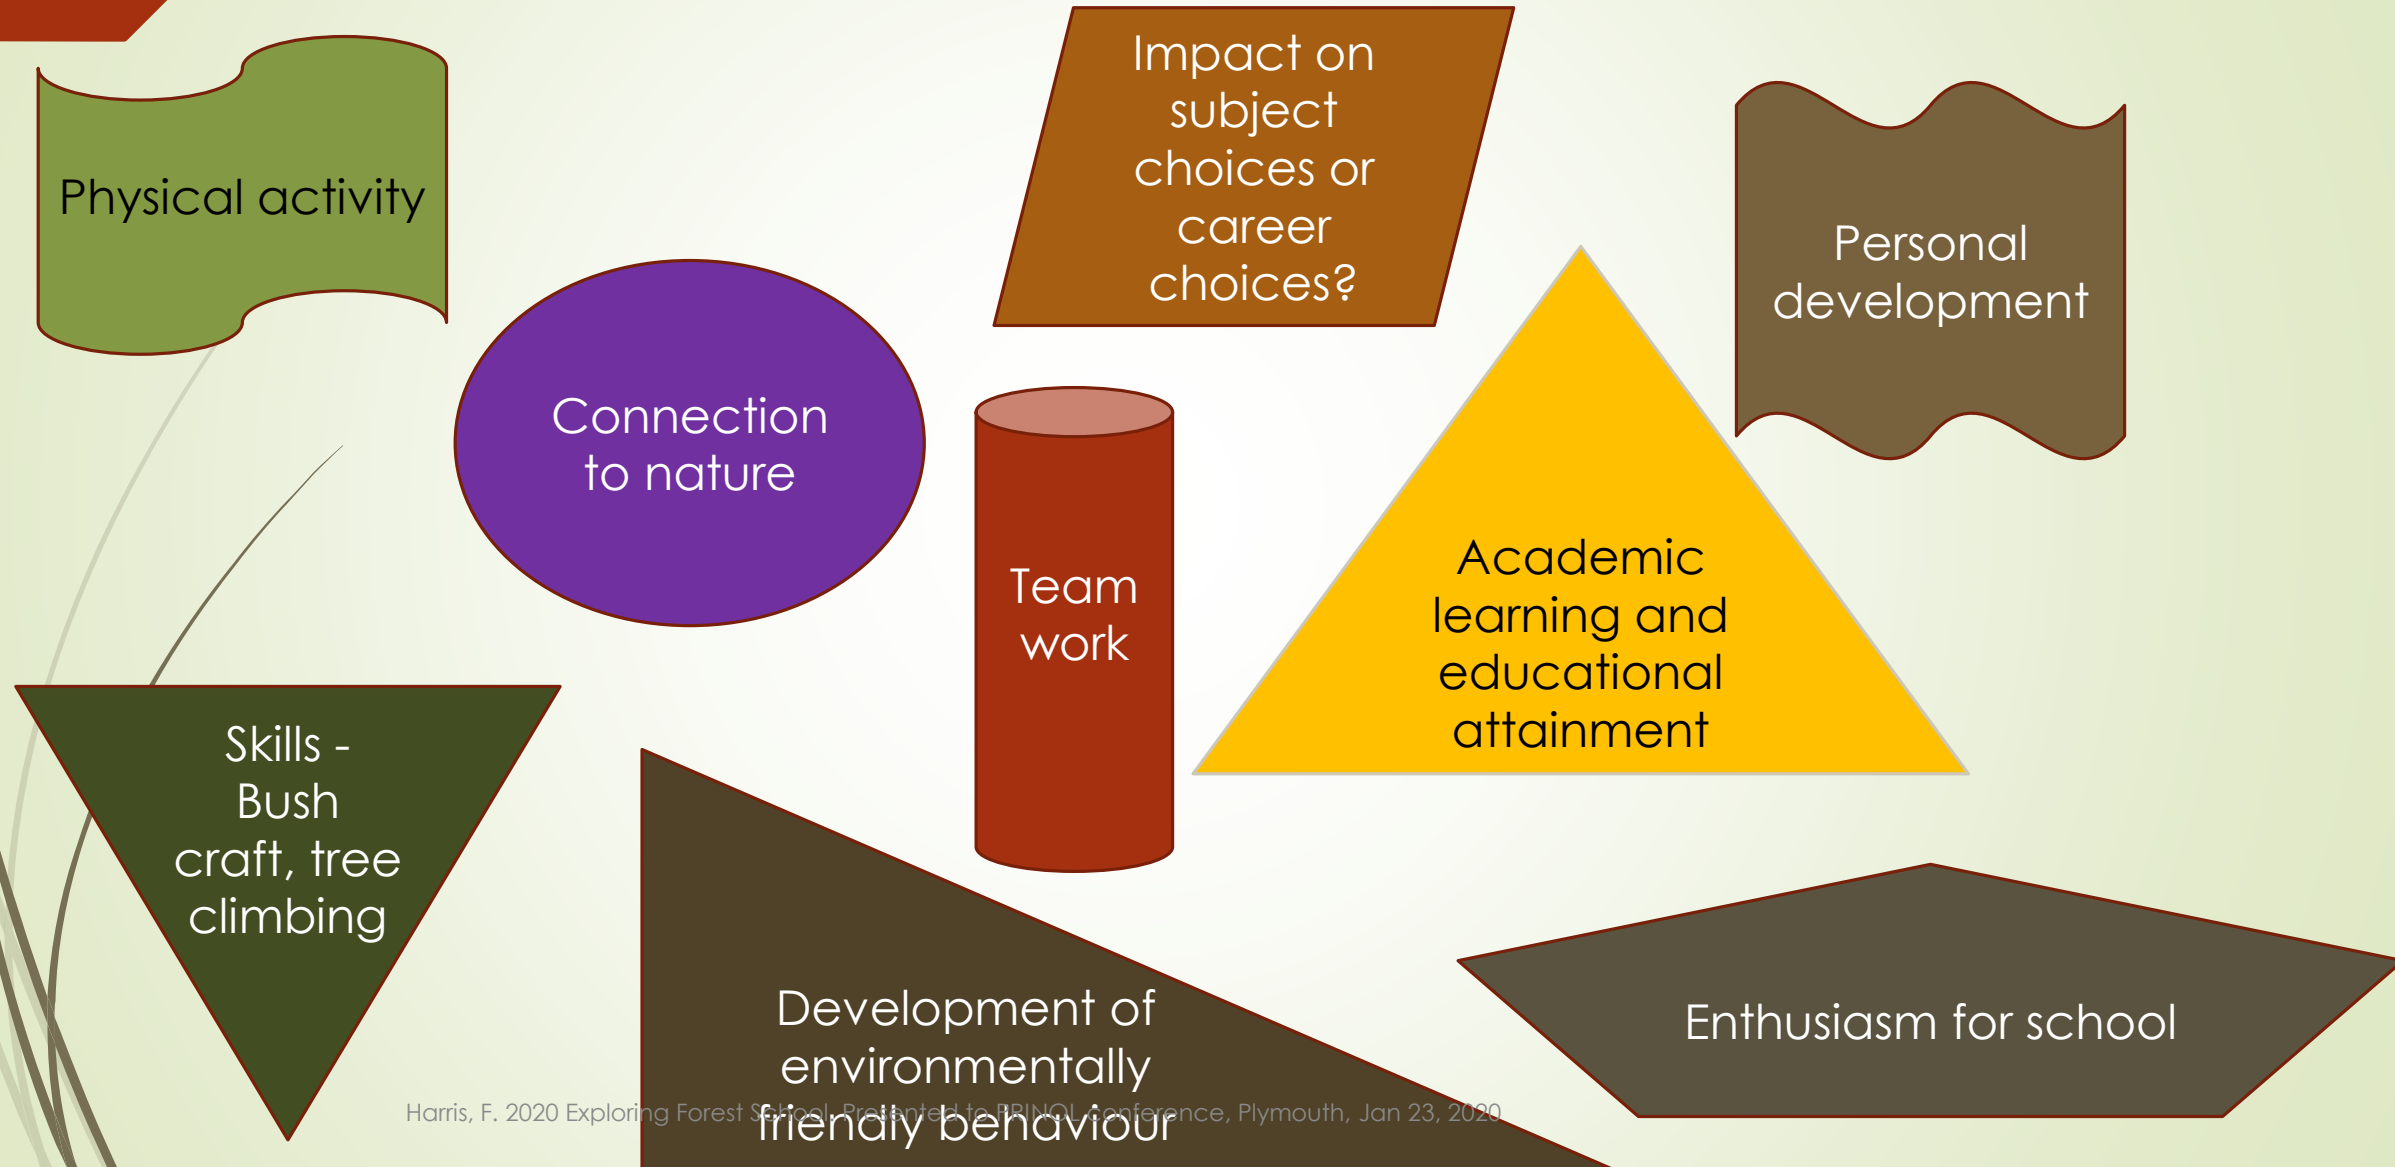 Physical activity
Impact on
subject
choices or
career
choices?
Personal
development
Connection
to nature
Team
work
Academic
learning and
educational
attainment
Skills -
Bush
craft, tree
climbing
Development of
environmentally
friendly behaviour
Enthusiasm for school
Harris, F. 2020 Exploring Forest School. Presented to conference, Plymouth, Jan 23, 2020